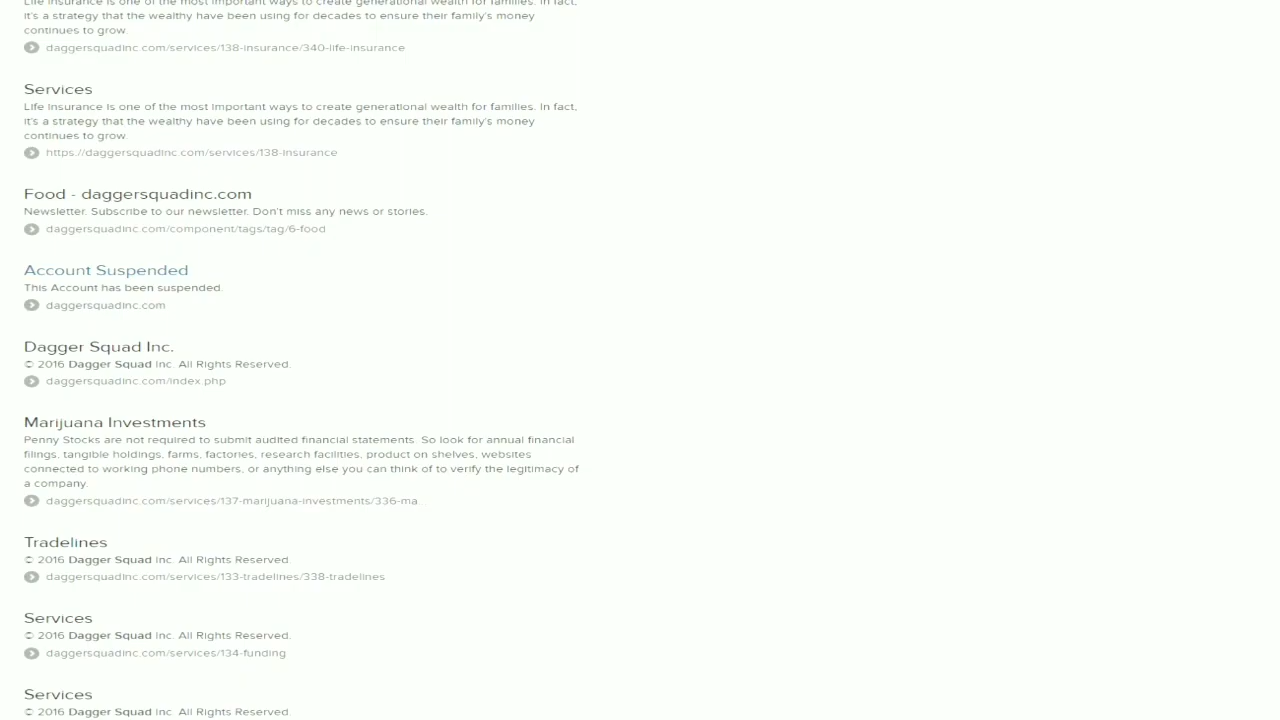 Life Insurance is one of the most important ways to create generational wealth for families. In fact,
it's a strategy that the wealthy have been using for decades to ensure their family's money
continues to grow.
daggersquadinc.com/services/138-insurance/340-life-insurance
Services
Life Insurance is one of the most important ways to create generational wealth for families. In fact,
it's a strategy that the wealthy have been using for decades to ensure their family's money
continues to grow.
https://daggersquadinc.com/services/138-insurance
Food - daggersquadinc.com
Newsletter. Subscribe to our newsletter. Don't miss any news or stories.
daggersquadinc.com/component/tags/tag/6-food
Account Suspended
This Account has been suspended.
daggersquadinc.com
Dagger Squad Inc.
© 2016 Dagger Squad Inc. All Rights Reserved.
daggersquadinc.com/index.php
Marijuana Investments
Penny Stocks are not required to submit audited financial statements. So look for annual financial
filings, tangible holdings, farms, factories, research facilities, product on shelves, websites
connected to working phone numbers, or anything else you can think of to verify the legitimacy of
a company.
daggersquadinc.com/services/137-marijuana-investments/336-ma...
Tradelines
© 2016 Dagger Squad Inc. All Rights Reserved.
daggersquadinc.com/services/133-tradelines/338-tradelines
Services
© 2016 Dagger Squad Inc. All Rights Reserved.
daggersquadinc.com/services/134-funding
Services
© 2016 Dagger Squad Inc. All Rights Reserved.